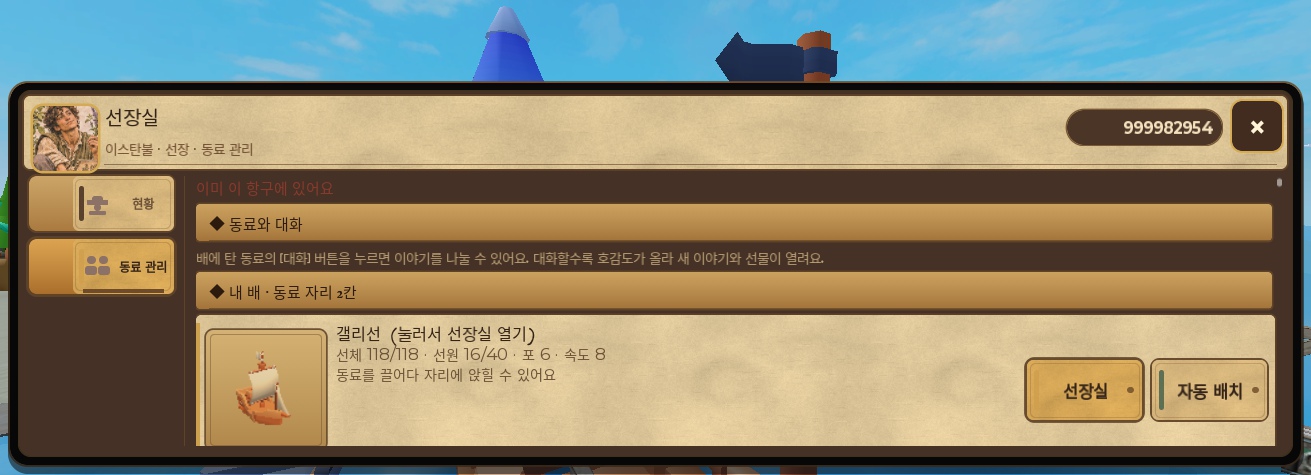 선장실
이스탄불 · 선장 · 동료 관리
999982954
현황
동료 관리
이미 이 항구에 있어요
◆ 동료와 대화
배에 탄 동료의 [대화] 버튼을 누르면 이야기를 나눌 수 있어요. 대화할수록 호감도가 올라 새 이야기와 선물이 열려요.
◆ 내 배 · 동료 자리 2칸
갤리선 (눌러서 선장실 열기)
선체 118/118 · 선원 16/40 · 포 6 · 속도 8
동료를 끌어다 자리에 앉힐 수 있어요
선장실
자동 배치